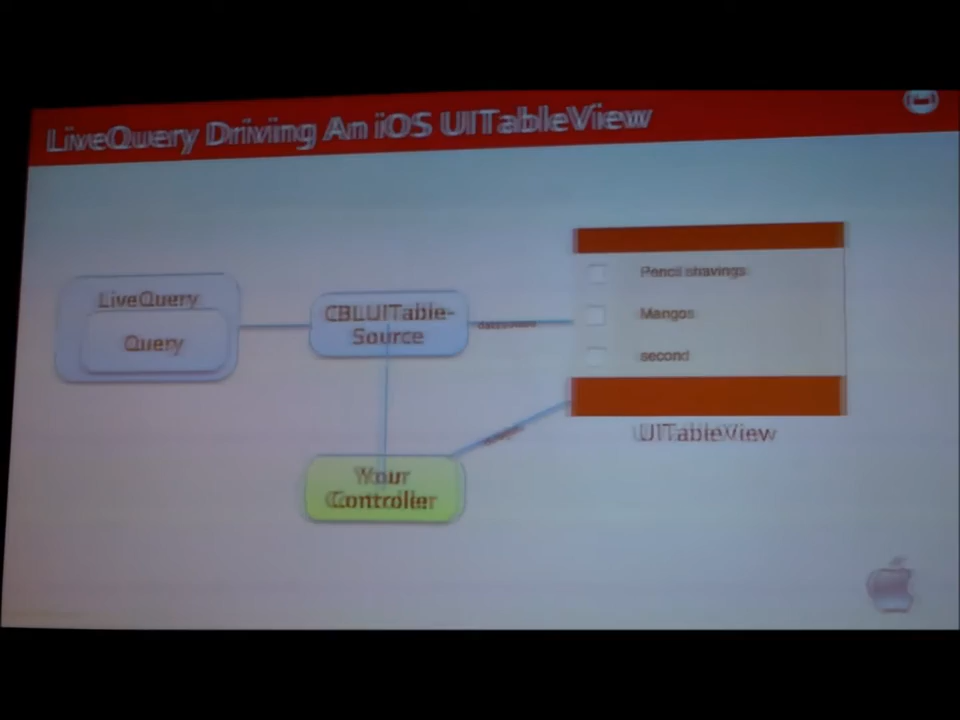 LiveQuery Driving An iOS UITableView
LiveQuery
Query
CBLUITable-
Source
Pencil shavings
Mangos
second
UITableView
Your
Controller